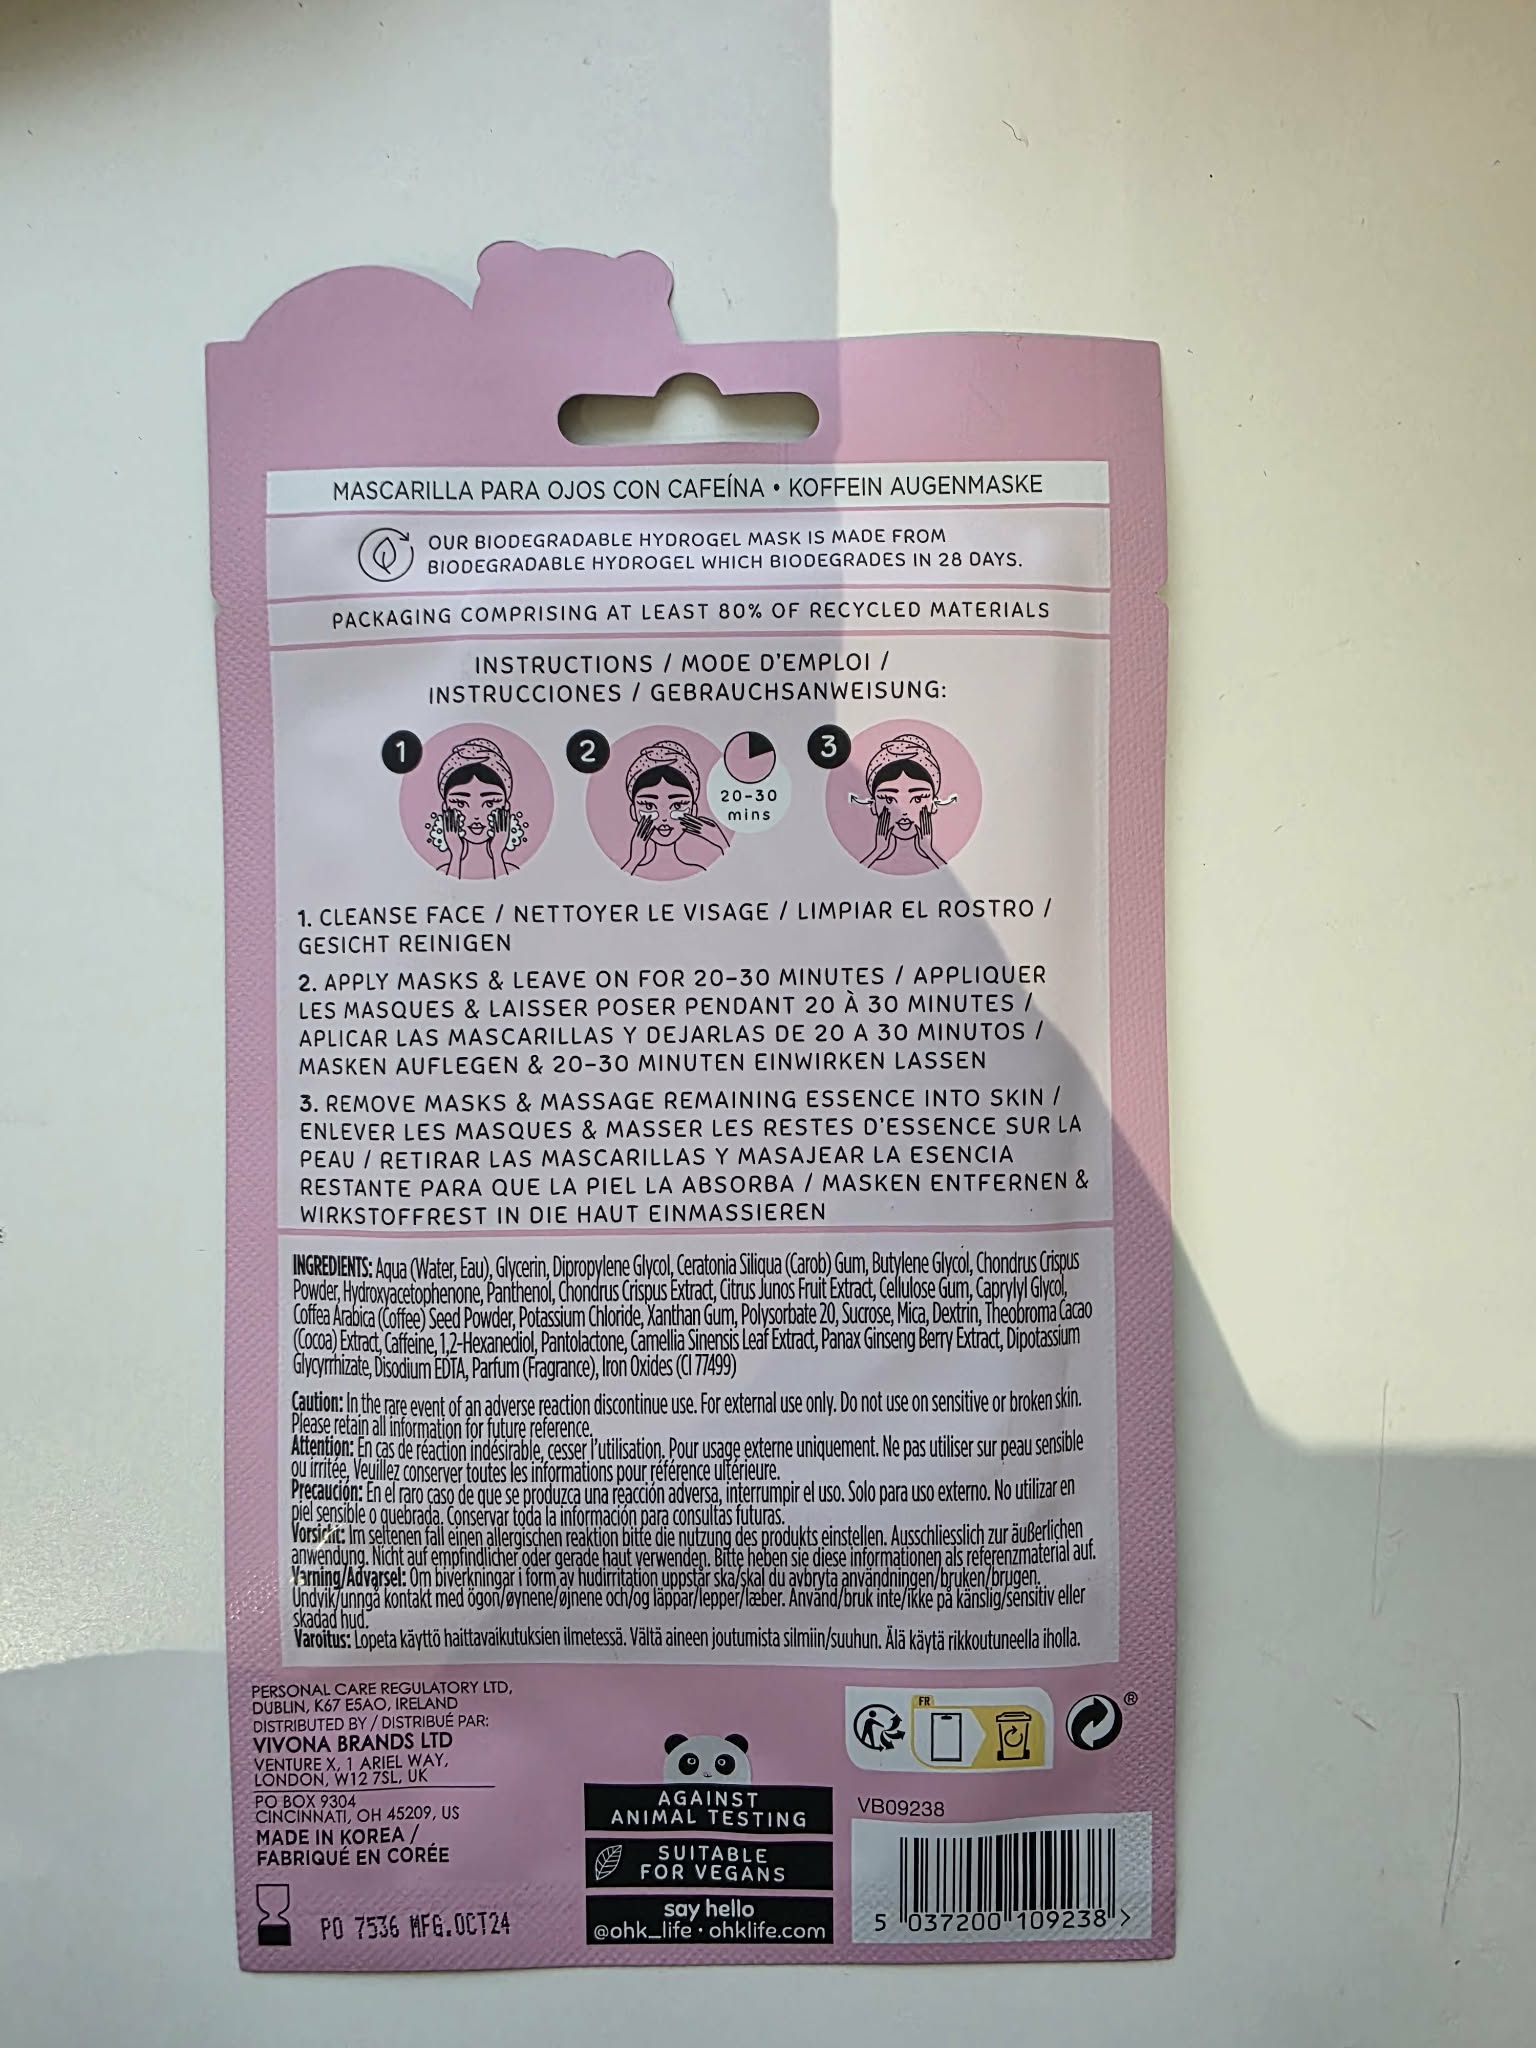 MASCARILLA PARA OJOS CON CAFEÍNA • KOFFEIN AUGENMASKE
OUR BIODEGRADABLE HYDROGEL MASK IS MADE FROM
BIODEGRADABLE HYDROGEL WHICH BIODEGRADES IN 28 DAYS.
PACKAGING COMPRISING AT LEAST 80% OF RECYCLED MATERIALS
INSTRUCTIONS / MODE D'EMPLOI /
INSTRUCCIONES / GEBRAUCHSANWEISUNG:
1
2
3
20-30
mins
1. CLEANSE FACE / NETTOYER LE VISAGE / LIMPIAR EL ROSTRO /
GESICHT REINIGEN
2. APPLY MASKS & LEAVE ON FOR 20-30 MINUTES / APPLIQUER
LES MASQUES & LAISSER POSER PENDANT 20 À 30 MINUTES /
APLICAR LAS MASCARILLAS Y DEJARLAS DE 20 A 30 MINUTOS /
MASKEN AUFLEGEN & 20-30 MINUTEN EINWIRKEN LASSEN
3. REMOVE MASKS & MASSAGE REMAINING ESSENCE INTO SKIN /
ENLEVER LES MASQUES & MASSER LES RESTES D'ESSENCE SUR LA
PEAU / RETIRAR LAS MASCARILLAS Y MASAJEAR LA ESENCIA
RESTANTE PARA QUE LA PIEL LA ABSORBA / MASKEN ENTFERNEN &
WIRKSTOFFREST IN DIE HAUT EINMASSIEREN
INGREDIENTS: Aqua (Water, Eau), Glycerin, Dipropylene Glycol, Ceratonia Siliqua (Carob) Gum, Butylene Glycol, Chondrus Crispus
Powder, Hydroxyacetophenone, Panthenol, Chondrus Crispus Extract, Citrus Junos Fruit Extract, Cellulose Gum, Caprylyl Glycol,
Coffea Arabica (Coffee) Seed Powder, Potassium Chloride, Xanthan Gum, Polysorbate 20, Sucrose, Mica, Dextrin, Theobroma Cacao
(Cocoa) Extract, Caffeine, 1,2-Hexanediol, Pantolactone, Camellia Sinensis Leaf Extract, Panax Ginseng Berry Extract, Dipotassium
Glycyrrhizate, Disodium EDTA, Parfum (Fragrance), Iron Oxides (CI 77499)
Caution: In the rare event of an adverse reaction discontinue use. For external use only. Do not use on sensitive or broken skin.
Please retain all information for future reference.
Attention: En cas de réaction indésirable, cesser l'utilisation. Pour usage externe uniquement. Ne pas utiliser sur peau sensible
ou irritée, Veuillez conserver toutes les informations pour référence ultérieure.
Precaución: En el raro caso de que se produzca una reacción adversa, interrumpir el uso. Solo para uso externo. No utilizar en
piel sensible o quebrada. Conservar toda la información para consultas futuras.
Vorsicht: Im seltenen fall einen allergischen reaktion bitte die nutzung des produkts einstellen. Ausschliesslich zur äußerlichen
anwendung. Nicht auf empfindlicher oder gerade haut verwenden. Bitte heben sie diese informationen als referenzmaterial auf.
Varning/Advarsel: Om biverkningar i form av hudirritation uppstår ska/skal du avbryta användningen/bruken/brugen.
Undvik/unngå kontakt med ögon/øynene/øjnene och/og läppar/lepper/læber. Använd/bruk inte/ikke på känslig/sensitiv eller
skadad hud.
Varoitus: Lopeta käyttö haittavaikutuksien ilmetessä. Vältä aineen joutumista silmiin/suuhun. Älä käytä rikkoutuneella iholla.
PERSONAL CARE REGULATORY LTD,
DUBLIN, K67 E5AO, IRELAND
DISTRIBUTED BY / DISTRIBUÉ PAR:
VIVONA BRANDS LTD
VENTURE X, 1 ARIEL WAY,
LONDON, W12 7SL, UK
PO BOX 9304
CINCINNATI, OH 45209, US
MADE IN KOREA /
FABRIQUÉ EN CORÉE
PO 7536 MFG.OCT24
AGAINST
ANIMAL TESTING
SUITABLE
FOR VEGANS
say hello
@ohk_life • ohklife.com
FR
®
VB09238
5 037200 109238 >